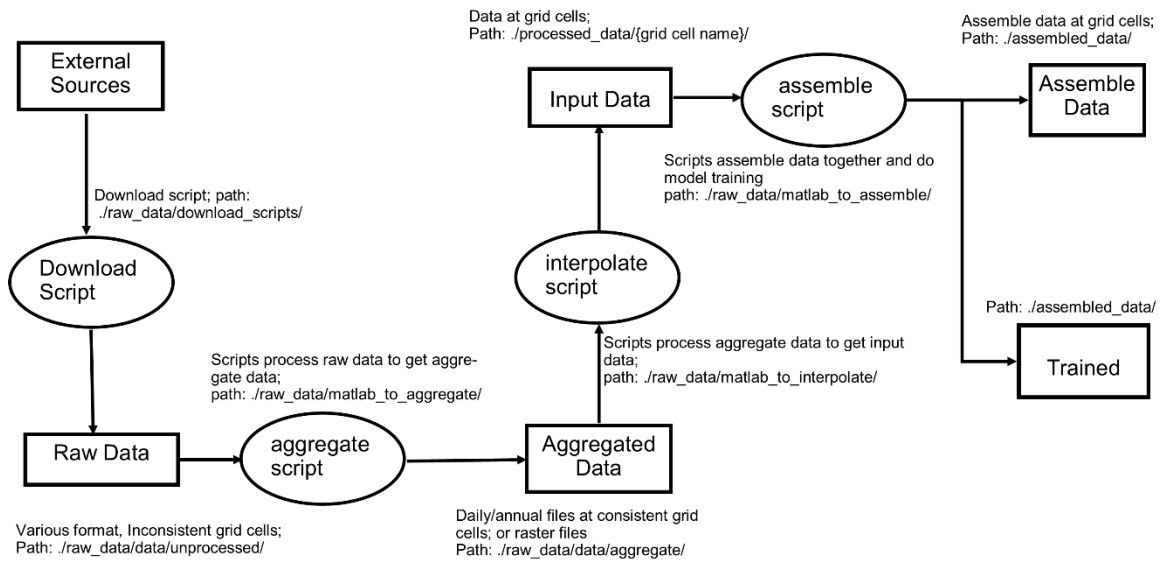 External
Sources
Download script; path:
./raw_data/download_scripts/
Download
Script
Raw Data
Various format, Inconsistent grid cells;
Path: ./raw_data/data/unprocessed/
Scripts process raw data to get aggre-
gate data;
path: ./raw_data/matlab_to_aggregate/
aggregate
script
Aggregated
Data
Daily/annual files at consistent grid
cells; or raster files
Path: ./raw_data/data/aggregate/
Scripts process aggregate data to get input
data;
path: ./raw_data/matlab_to_interpolate/
interpolate
script
Data at grid cells;
Path: ./processed_data/{grid cell name}/
Input Data
assemble
script
Scripts assemble data together and do
model training
path: ./raw_data/matlab_to_assemble/
Assemble data at grid cells;
Path: ./assembled_data/
Assemble
Data
Path: ./assembled_data/
Trained